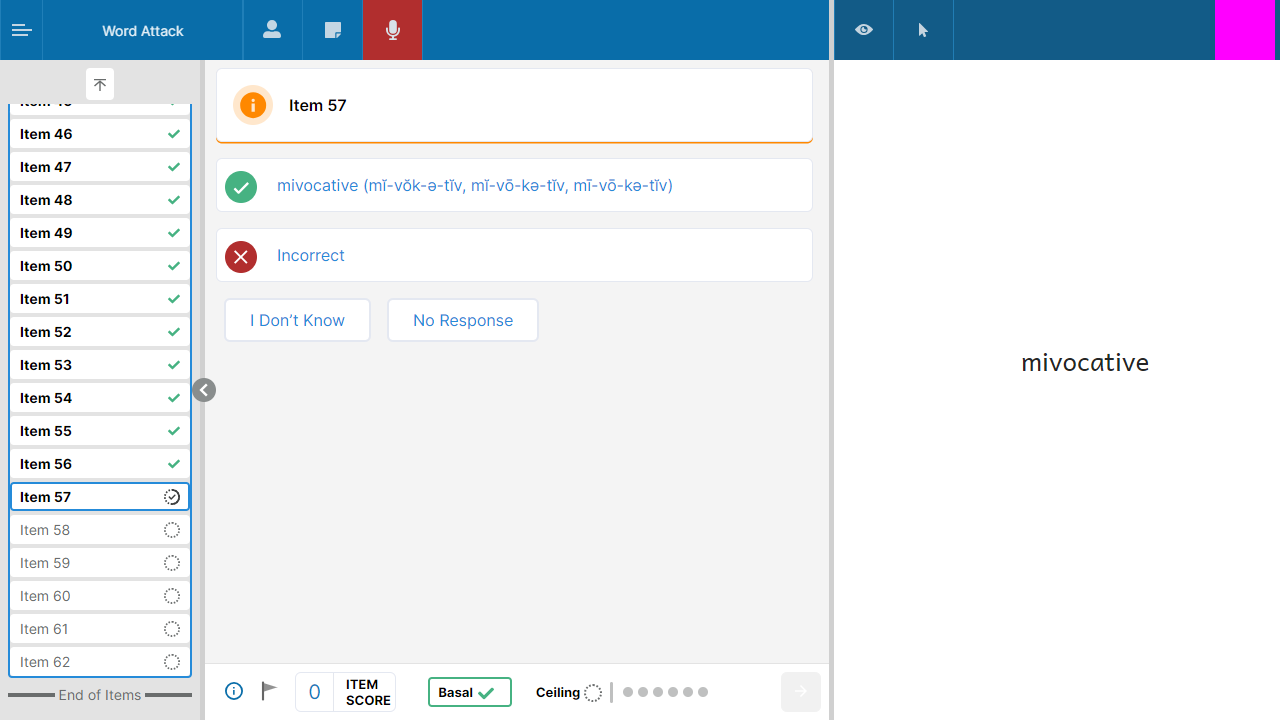 Word Attack
Item 46
Item 47
Item 48
Item 49
Item 50
Item 51
Item 52
Item 53
Item 54
Item 55
Item 56
Item 57
Item 58
Item 59
Item 60
Item 61
Item 62
End of Items
Item 57
mivocative (mĭ-vŏk-ə-tĭv, mĭ-vō-kə-tĭv, mī-vō-kə-tĭv)
Incorrect
I Don’t Know
No Response
0
ITEM
SCORE
Basal
Ceiling
mivocative